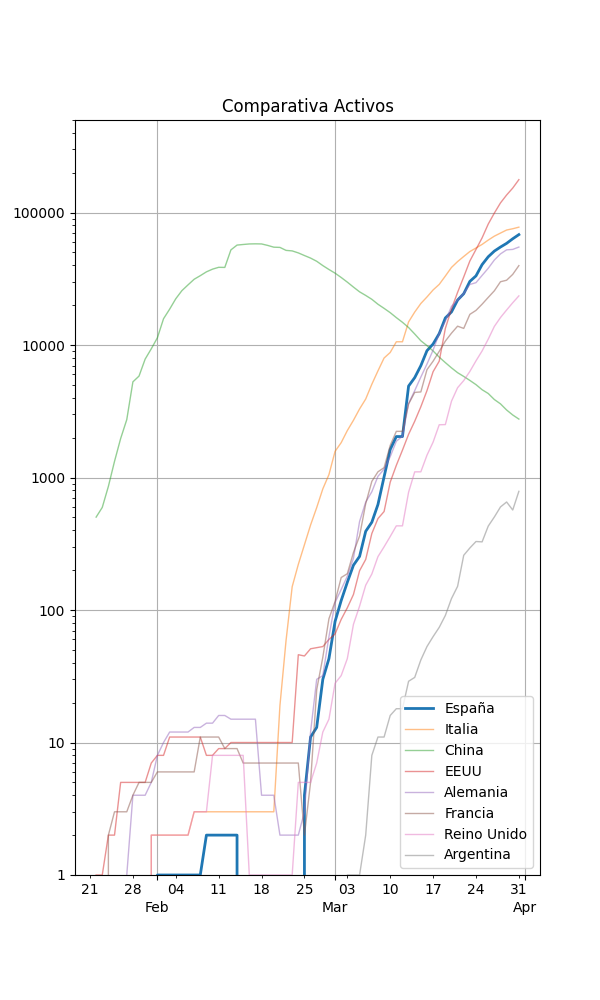 Comparativa Activos
100000
10000
1000
100
10
1
España
Italia
China
EEUU
Alemania
Francia
Reino Unido
Argentina
21 28 04 11 18 25 03 10 17 24 31
Feb Mar Apr